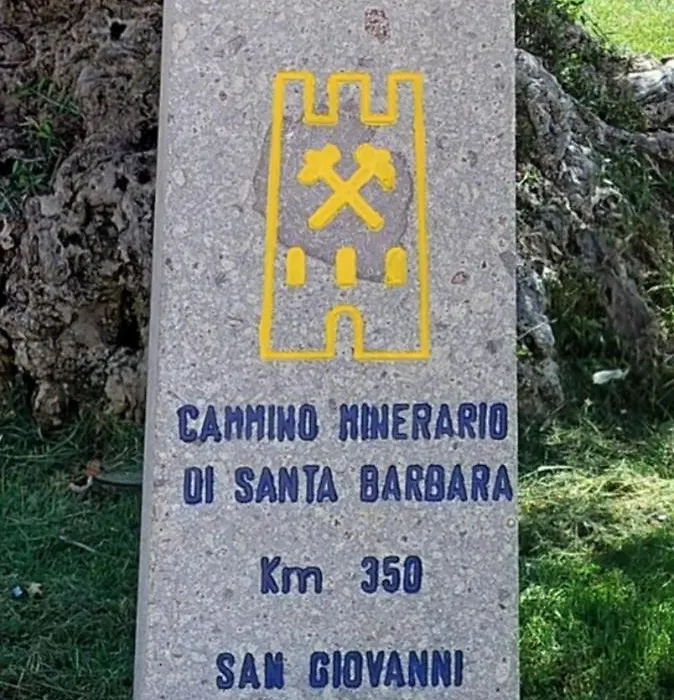 CAMMINO MINERARIO
DI SANTA BARBARA
Km 350
SAN GIOVANNI